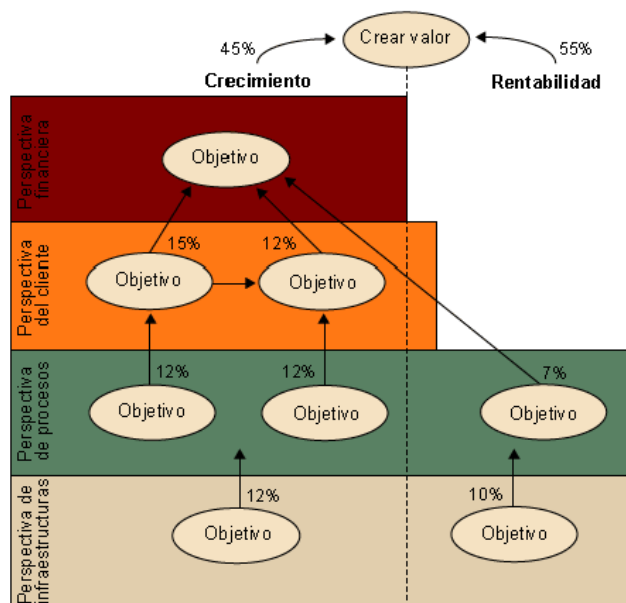 Crear valor
45%
55%
Crecimiento
Rentabilidad
Perspectiva
financiera
Objetivo
15%
12%
Perspectiva
del cliente
Objetivo
Objetivo
12%
12%
7%
Perspectiva
de procesos
Objetivo
Objetivo
Objetivo
12%
10%
Perspectiva de
infraestructuras
Objetivo
Objetivo